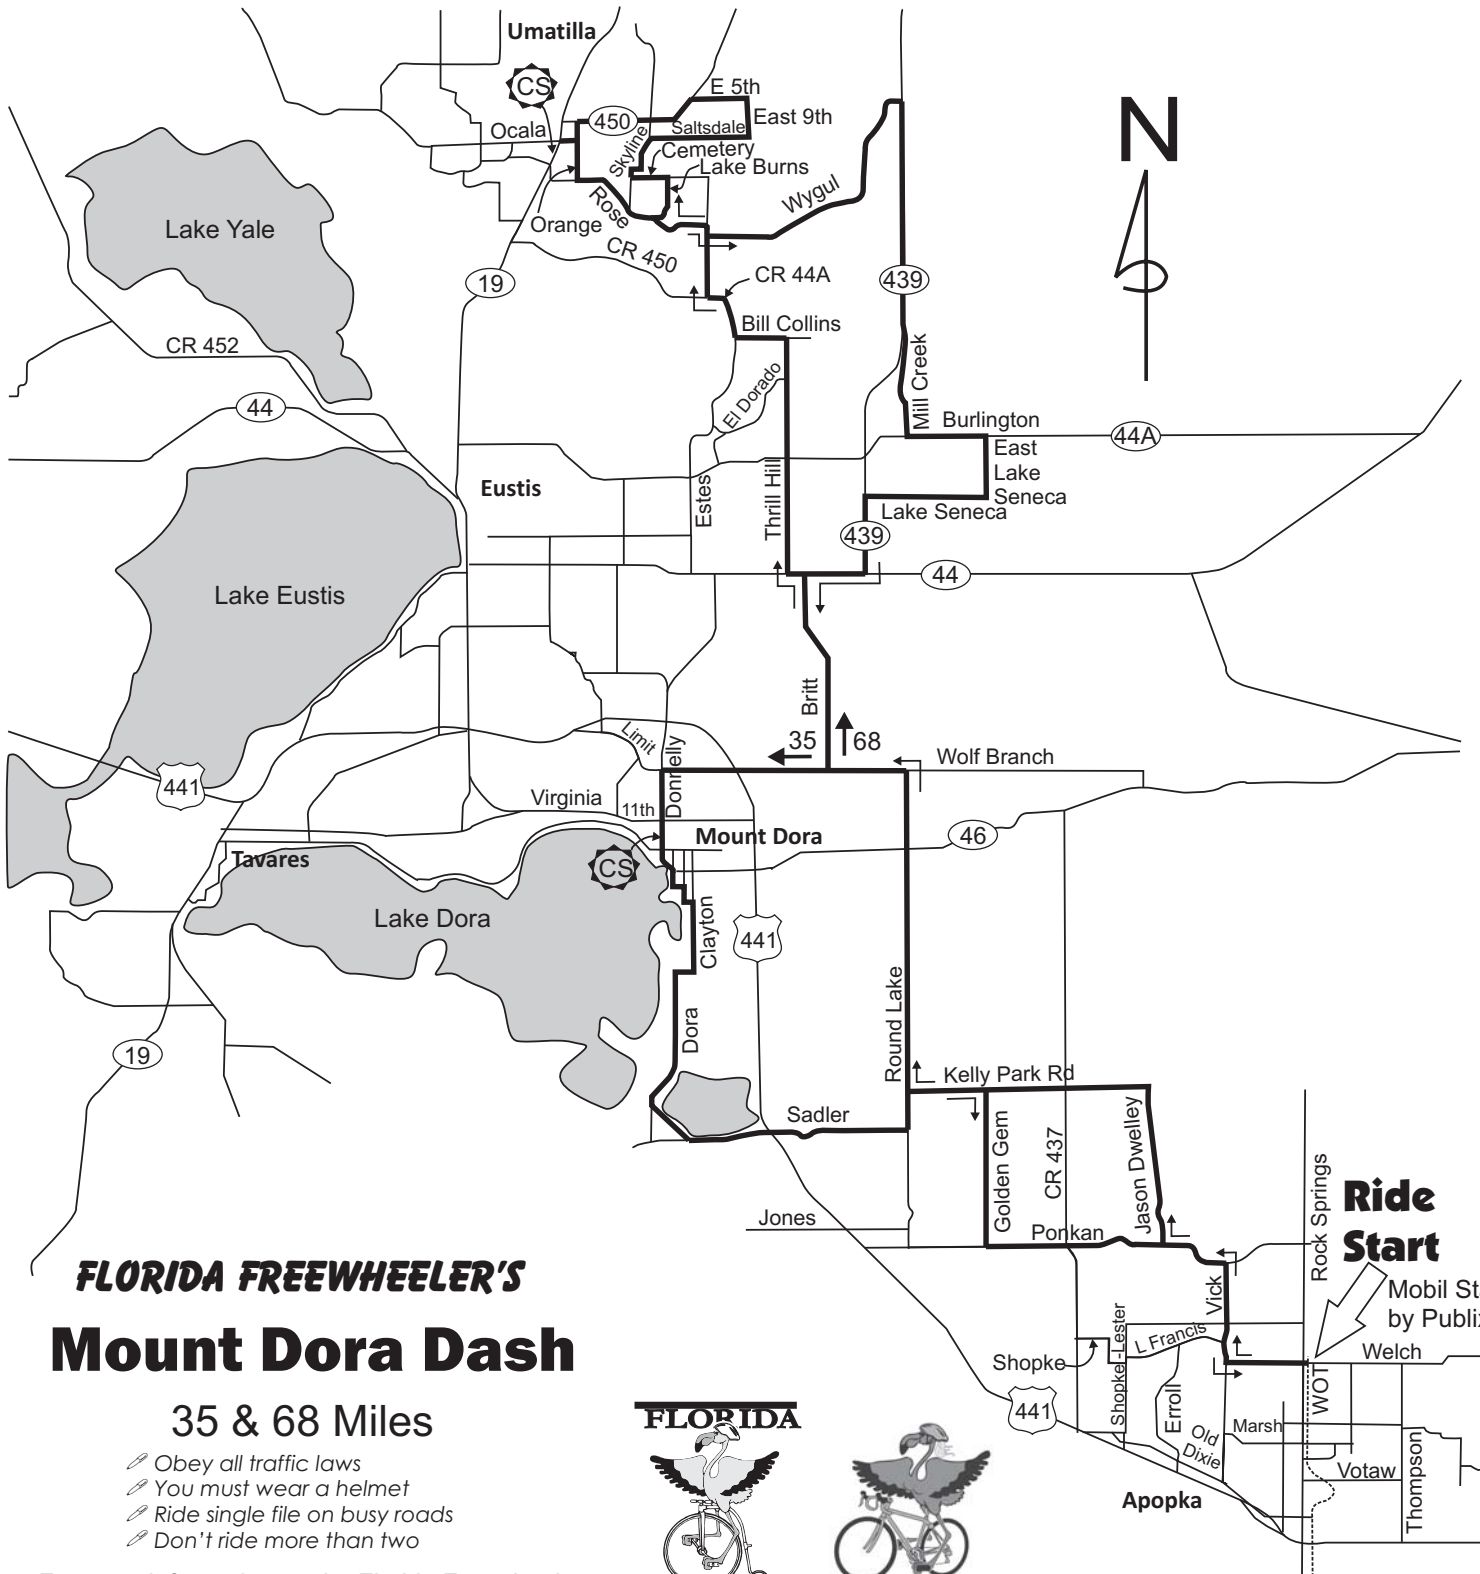 Umatilla
CS
E 5th
450
East 9th
Ocala
Saltsdale
Skyline
Cemetery
Lake Burns
N
Rose
Wygul
Orange
Lake Yale
CR 450
19
CR 44A
439
Bill Collins
CR 452
Mill Creek
El Dorado
44
Burlington
44A
East
Lake
Seneca
Eustis
Estes
Thrill Hill
Lake Seneca
439
44
Lake Eustis
Britt
Limit
35
68
Donnelly
Wolf Branch
441
Virginia
11th
Mount Dora
46
Tavares
CS
Lake Dora
Clayton
441
Round Lake
Dora
19
Kelly Park Rd
Sadler
Golden Gem
CR 437
Jason Dwelley
Rock Springs
Ride
Start
Jones
Ponkan
FLORIDA FREEWHEELER'S
Vick
Mobil St
by Publix
Mount Dora Dash
Shopke-Lester
L Francis
Welch
Shopke
WOT
35 & 68 Miles
441
Erroll
Marsh
Old
Dixie
FLORIDA
Obey all traffic laws
You must wear a helmet
Votaw
Thompson
Ride single file on busy roads
Apopka
Don't ride more than two